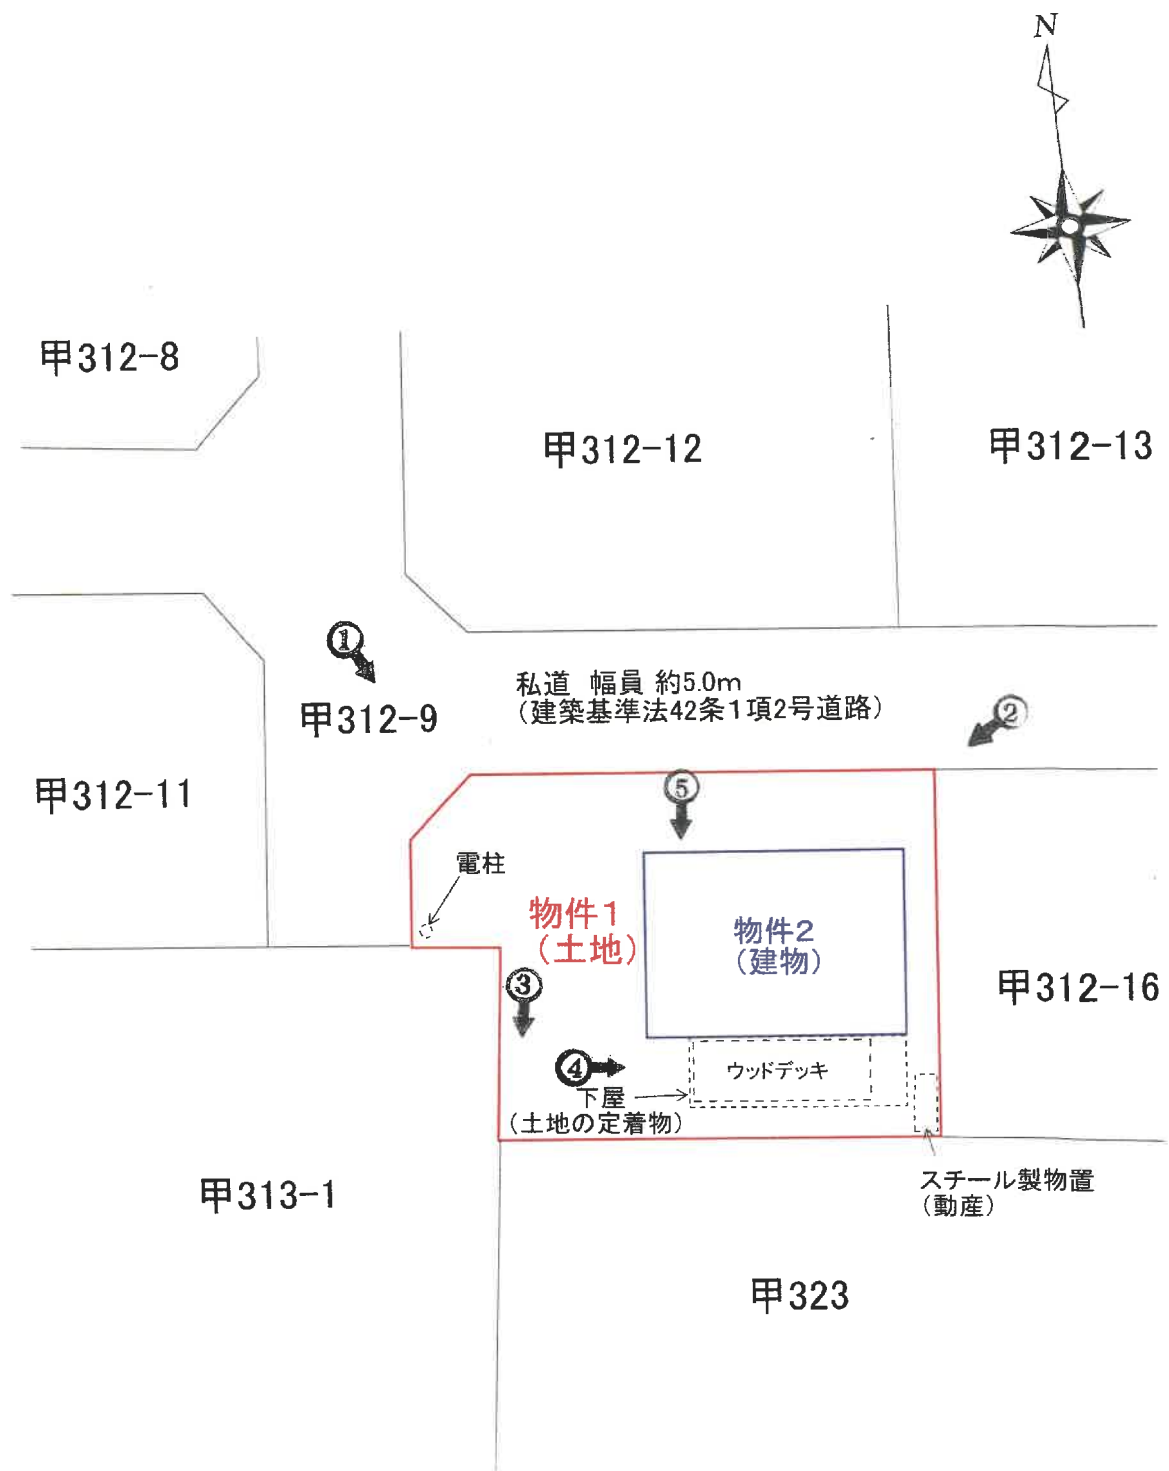 N
甲312-8
甲312-12
甲312-13
①
私道 幅員 約5.0m
（建築基準法42条1項2号道路）
②
甲312-9
甲312-11
⑤
電柱
物件1
（土地）
物件2
（建物）
③
甲312-16
④
ウッドデッキ
下屋
（土地の定着物）
スチール製物置
（動産）
甲313-1
甲323